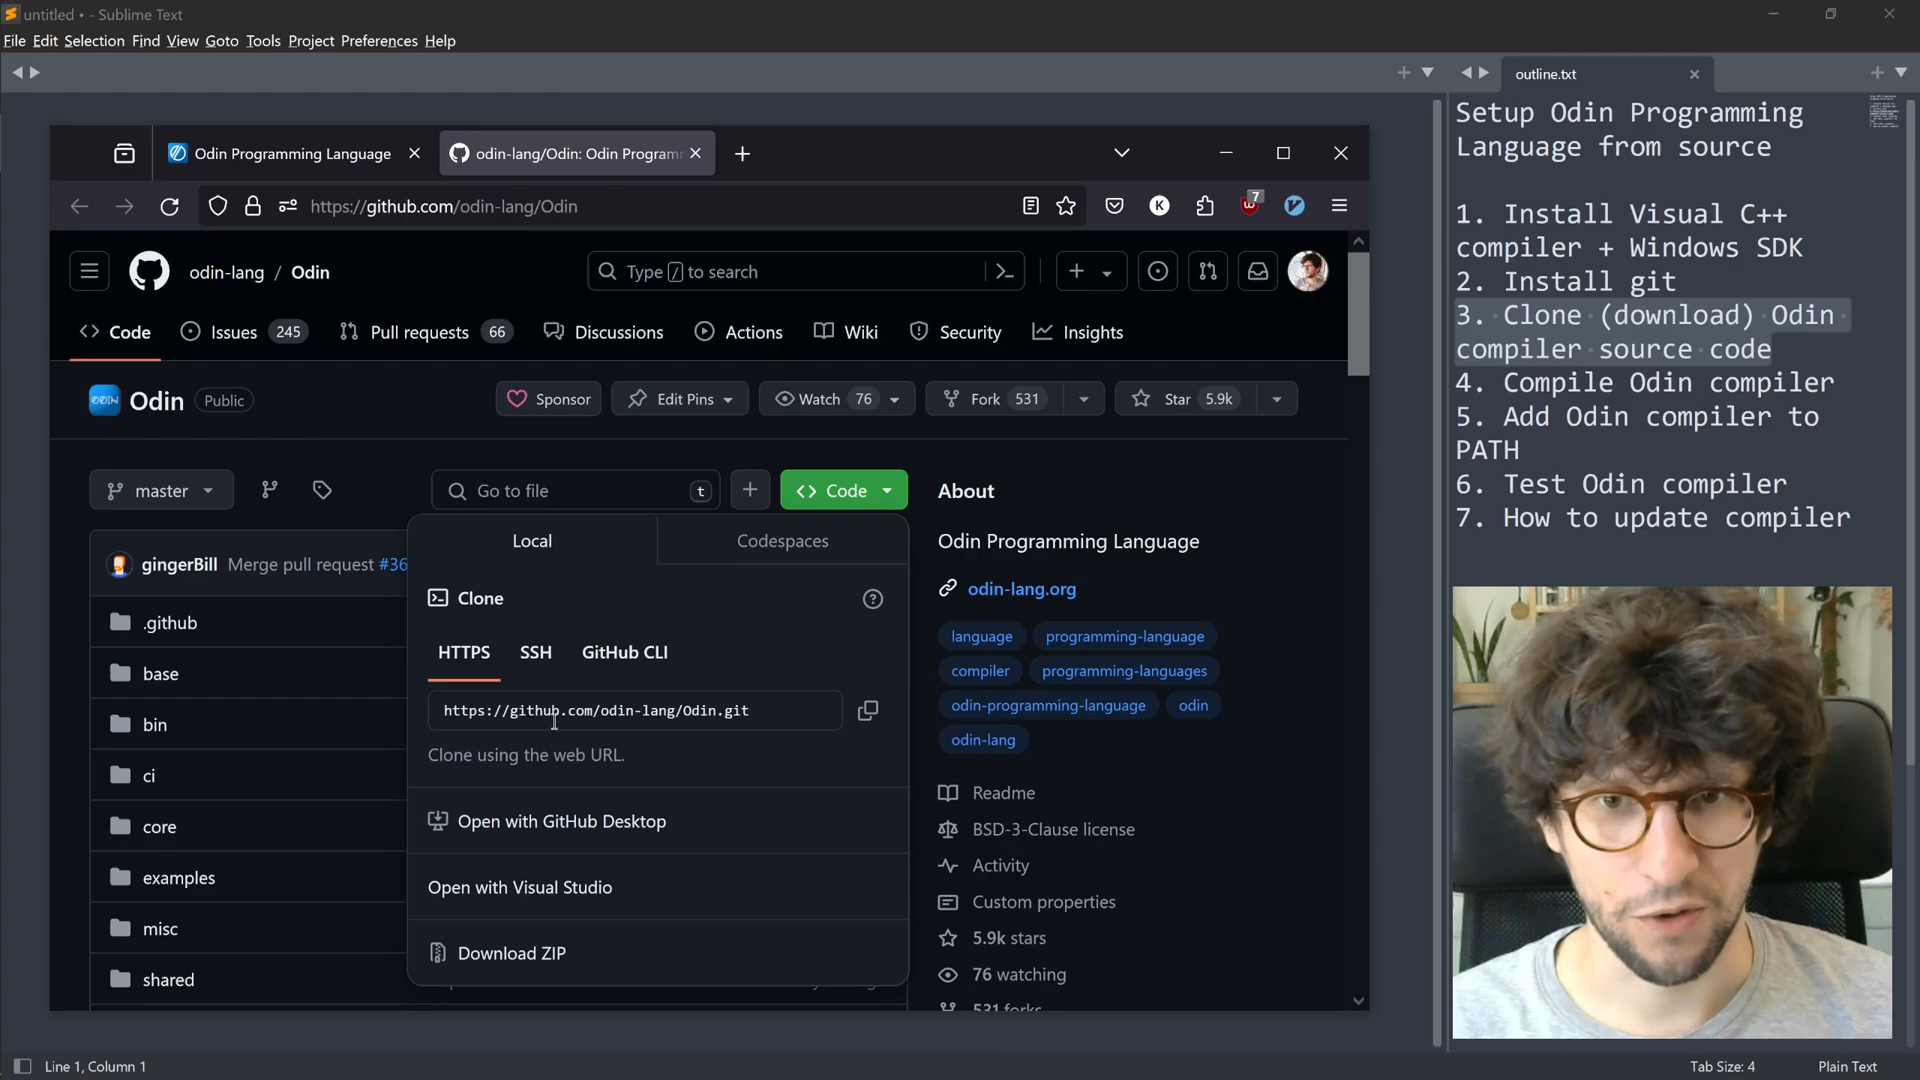 untitled • - Sublime Text
File Edit Selection Find View Goto Tools Project Preferences Help
outline.txt
Odin Programming Language
odin-lang/Odin: Odin Program
https://github.com/odin-lang/Odin
K
7
odin-lang / Odin
Type / to search
Code
Issues 245
Pull requests 66
Discussions
Actions
Wiki
Security
Insights
ODIN
Odin
Public
Sponsor
Edit Pins
Watch 76
Fork 531
Star 5.9k
master
Go to file
t
Code
Local
Codespaces
gingerBill Merge pull request #36
.github
base
bin
ci
core
examples
misc
shared
Clone
HTTPS
SSH
GitHub CLI
https://github.com/odin-lang/Odin.git
Clone using the web URL.
Open with GitHub Desktop
Open with Visual Studio
Download ZIP
About
Odin Programming Language
odin-lang.org
language
programming-language
compiler
programming-languages
odin-programming-language
odin
odin-lang
Readme
BSD-3-Clause license
Activity
Custom properties
5.9k stars
76 watching
531 forks
Setup Odin Programming
Language from source
1. Install Visual C++
compiler + Windows SDK
2. Install git
3. Clone (download) Odin
compiler source code
4. Compile Odin compiler
5. Add Odin compiler to
PATH
6. Test Odin compiler
7. How to update compiler
Line 1, Column 1
Tab Size: 4
Plain Text